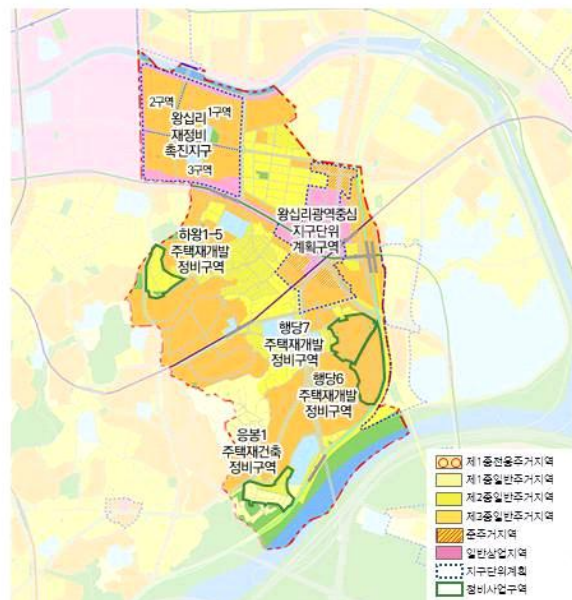 2구역
1구역
왕십리
재정비
촉진지구
3구역
왕십리광역중심
지구단위
계획구역
하왕1-5
주택재개발
정비구역
행당7
주택재개발
정비구역
행당6
주택재개발
정비구역
응봉1
주택재건축
정비구역
제1종전용주거지역
제1종일반주거지역
제2종일반주거지역
제3종일반주거지역
준주거지역
일반상업지역
지구단위계획
정비사업구역